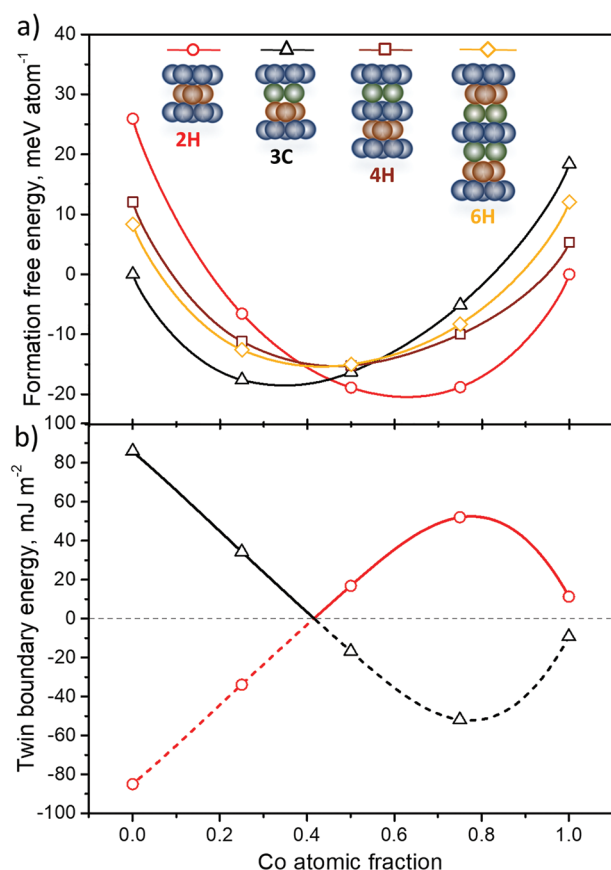 a)
40
30
20
10
0
-10
-20
Formation free energy, meV atom⁻¹
2H
3C
4H
6H
b)
100
80
60
40
20
0
-20
-40
-60
-80
-100
Twin boundary energy, mJ m⁻²
0.0 0.2 0.4 0.6 0.8 1.0
Co atomic fraction